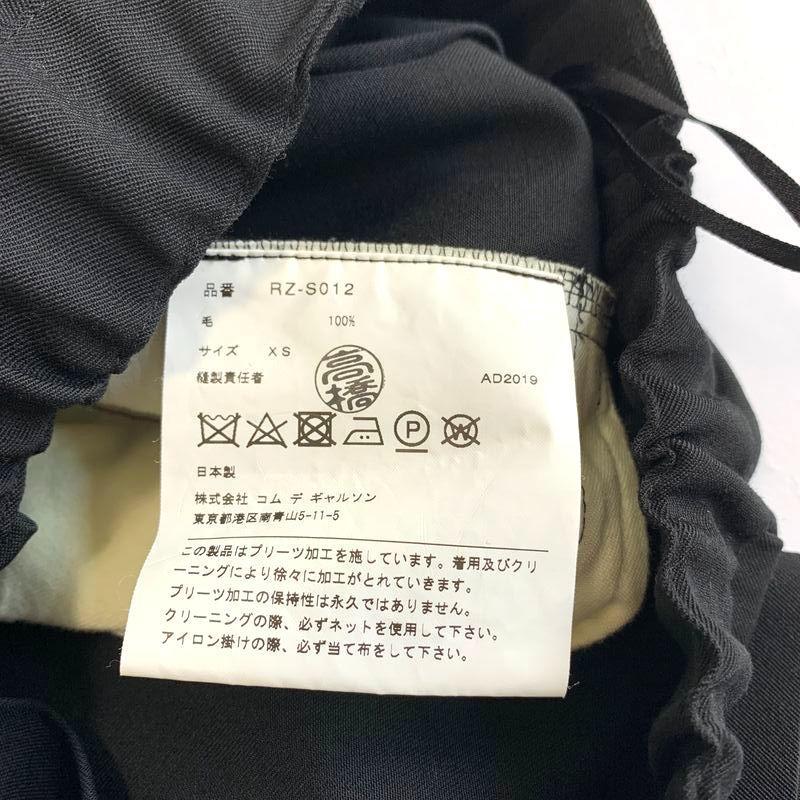 品番 RZ-S012
毛 100%
サイズ XS
縫製責任者 高橋 AD2019
P W
日本製
株式会社 コム デ ギャルソン
東京都港区南青山5-11-5
この製品はプリーツ加工を施しています。着用及びクリ
ーニングにより徐々に加工がとれていきます。
プリーツ加工の保持性は永久ではありません。
クリーニングの際、必ずネットを使用して下さい。
アイロン掛けの際、必ず当て布をして下さい。